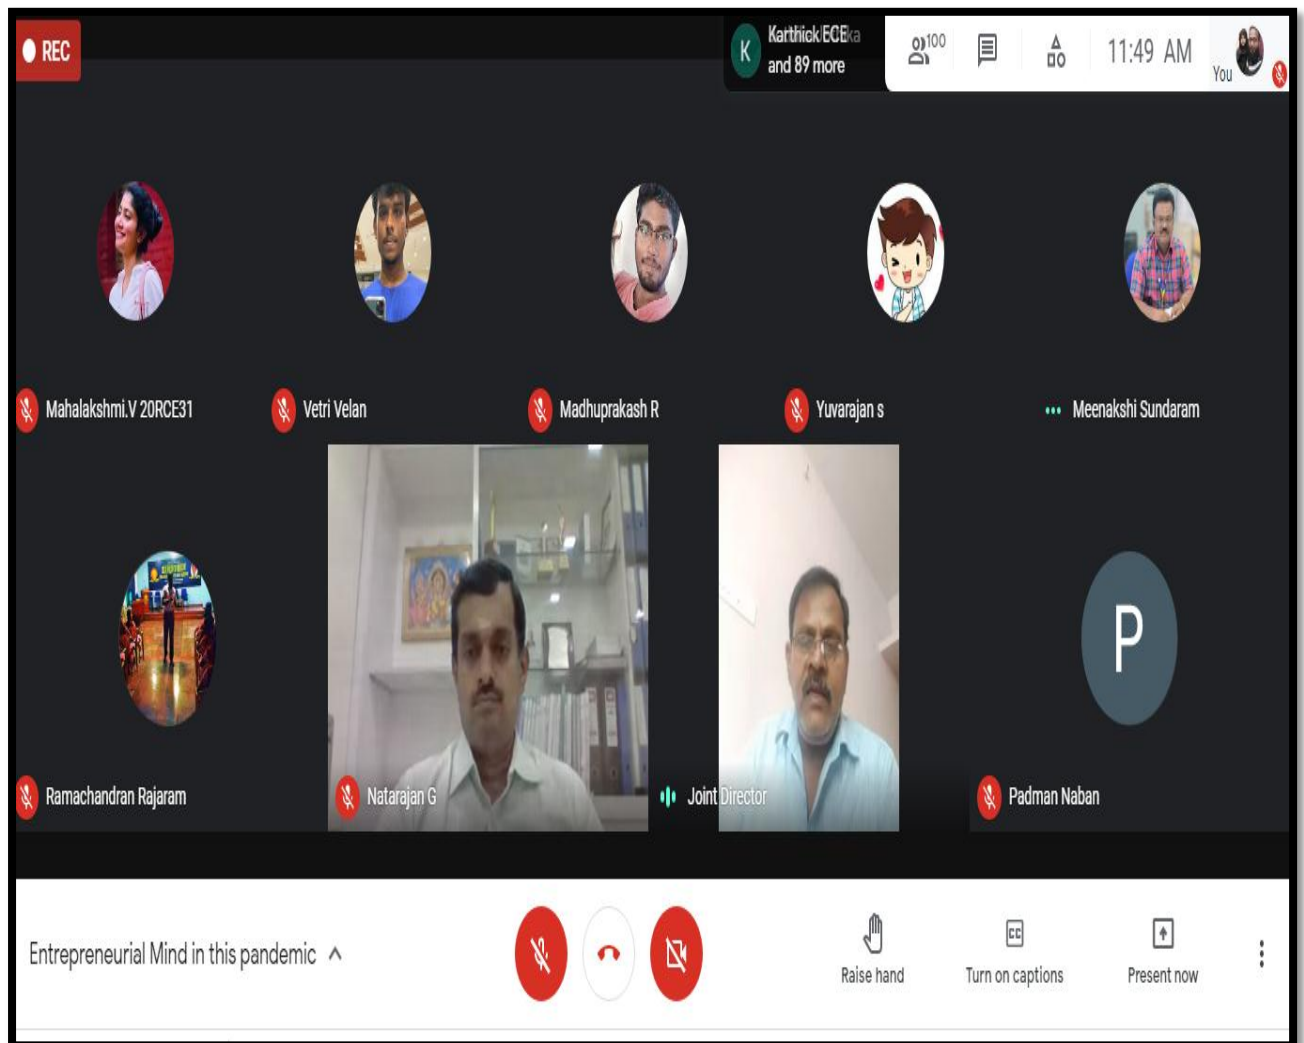 REC
K
Karthick ECE
and 89 more
100
11:49 AM
You
Mahalakshmi.V 20RCE31
Vetri Velan
Madhuprakash R
Yuvarajan s
Meenakshi Sundaram
Ramachandran Rajaram
Natarajan G
Joint Director
P
Padman Naban
Entrepreneurial Mind in this pandemic
Raise hand
CC
Turn on captions
Present now